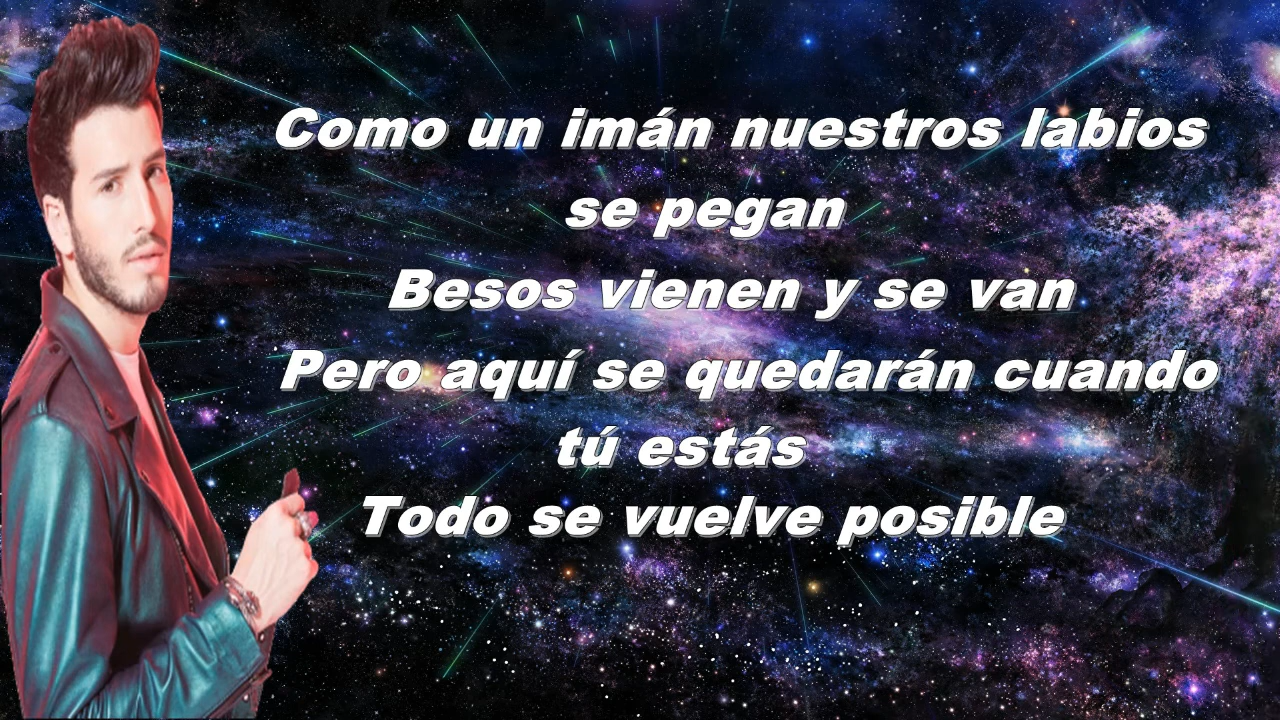 Como un imán nuestros labios
se pegan
Besos vienen y se van
Pero aquí se quedarán cuando
tú estás
Todo se vuelve posible